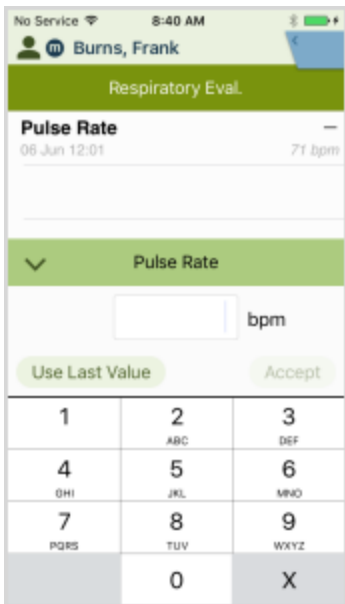 No Service 8:40 AM
m Burns, Frank
Respiratory Eval.
Pulse Rate –
06 Jun 12:01 71 bpm
Pulse Rate
bpm
Use Last Value Accept
1 2 3
ABC DEF
4 5 6
GHI JKL MNO
7 8 9
PQRS TUV WXYZ
0 X